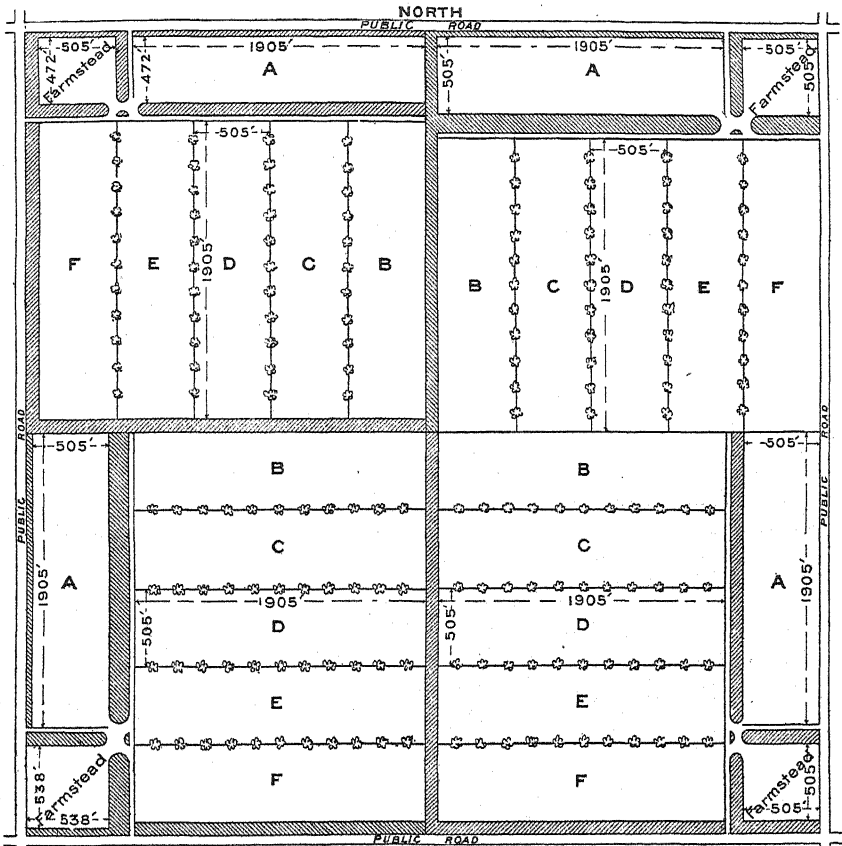 NORTH
PUBLIC ROAD
505' 1905' 1905' 505'
472' Farmstead 472' A 505' A Farmstead 505'
505' 505'
F E D C B B C D E F
1905' 1905'
PUBLIC ROAD
PUBLIC ROAD
505' 505'
B B
A 1905' C C 1905' A
1905' 1905'
505' D 505' D
E E
538' Farmstead F F Farmstead 505'
538' 505'
PUBLIC ROAD